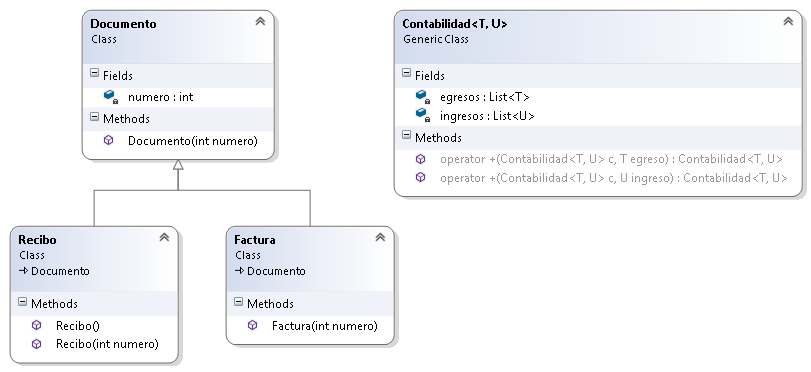 Documento
Class
Fields
numero : int
Methods
Documento(int numero)
Contabilidad<T, U>
Generic Class
Fields
egresos : List<T>
ingresos : List<U>
Methods
operator +(Contabilidad<T, U> c, T egreso) : Contabilidad<T, U>
operator +(Contabilidad<T, U> c, U ingreso) : Contabilidad<T, U>
Recibo
Class
Documento
Methods
Recibo()
Recibo(int numero)
Factura
Class
Documento
Methods
Factura(int numero)